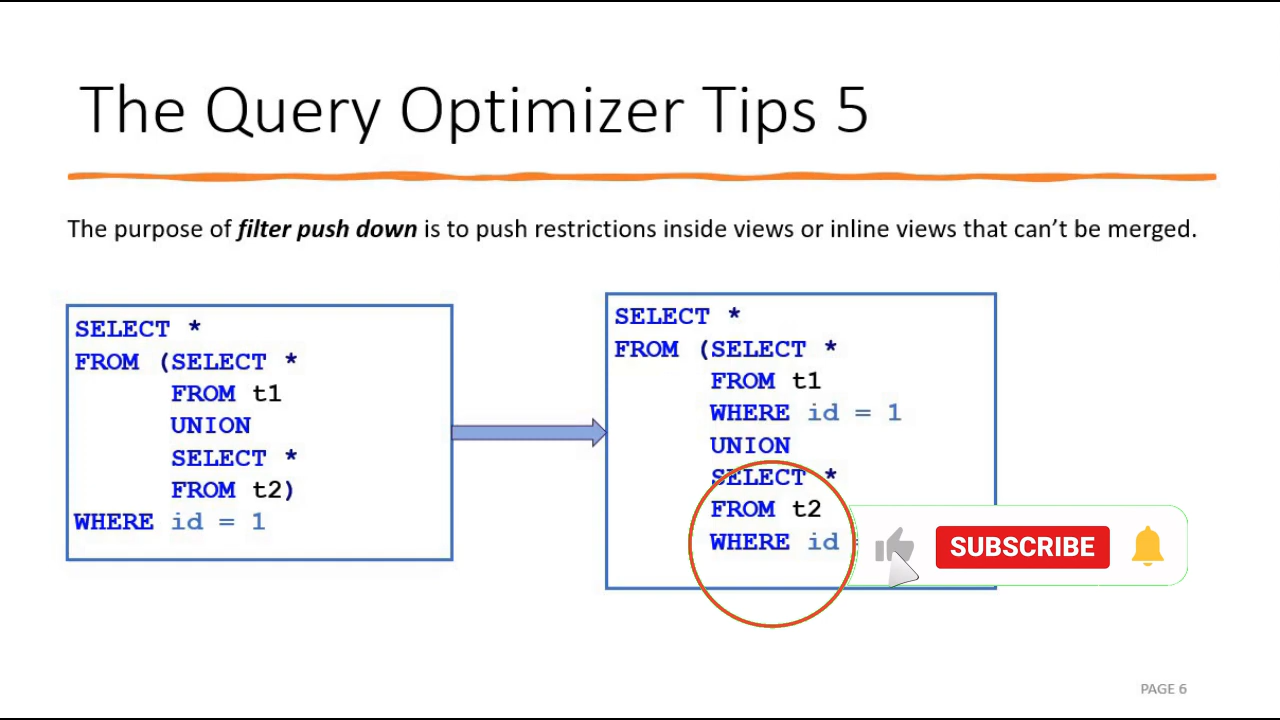 The Query Optimizer Tips 5
The purpose of filter push down is to push restrictions inside views or inline views that can’t be merged.
SELECT *
FROM (SELECT *
FROM t1
UNION
SELECT *
FROM t2)
WHERE id = 1
SELECT *
FROM (SELECT *
FROM t1
WHERE id = 1
UNION
SELECT *
FROM t2
WHERE id
SUBSCRIBE
PAGE 6